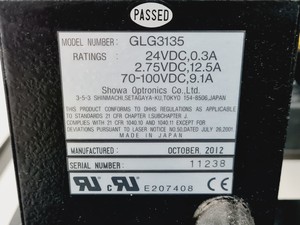 PASSED
MODEL NUMBER: GLG3135
RATINGS 24VDC,0.3A
2.75VDC,12.5A
70-100VDC,9.1A
Showa Optronics Co.,Ltd.
3-5-3 SHINMACHI,SETAGAYA-KU,TOKYO 154-8506,JAPAN
THIS PRODUCT CONFORMS TO DHHS REGULATIONS AS APPLICABLE
TO STANDARDS 21 CFR CHAPTER I,SUBCHAPTER J.
COMPLIES WITH 21 CFR 1040.10 AND 1040.11 EXCEPT FOR
DEVIATIONS PURSUANT TO LASER NOTICE NO.50,DATED JULY 26,2001
MADE IN JAPAN
MANUFACTURED: OCTOBER 2012
SERIAL NUMBER 11238
E207408